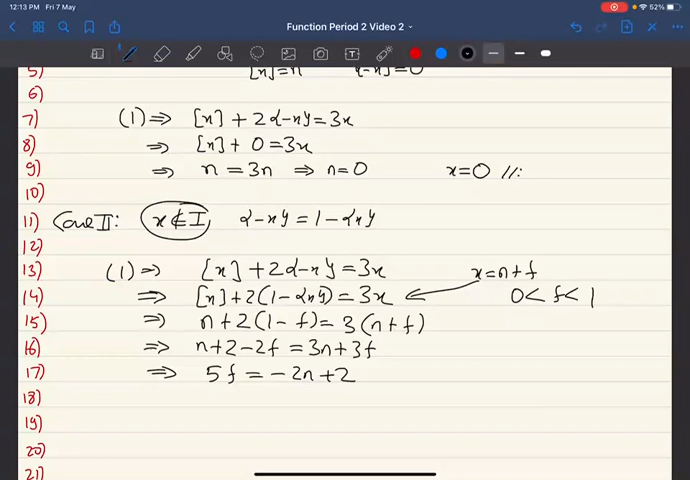 12:13 PM Fri 7 May 52%
Function Period 2 Video 2
5) [x]=n {-x}=0
6)
7) (1) ⇒ [x]+2{-x}=3x
8) ⇒ [x]+0=3x
9) ⇒ n=3n ⇒ n=0 x=0 //:
10)
11) Case II: x∉I, {-x}=1-{x}
12)
13) (1) ⇒ [x]+2{-x}=3x x=n+f
14) ⇒ [x]+2(1-{x})=3x ← 0<f<1
15) ⇒ n+2(1-f)=3(n+f)
16) ⇒ n+2-2f=3n+3f
17) ⇒ 5f=-2n+2
18)
19)
20)
21)